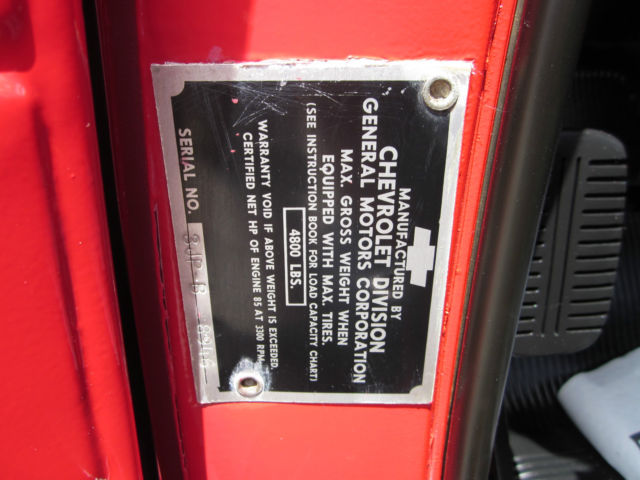 MANUFACTURED BY
CHEVROLET DIVISION
GENERAL MOTORS CORPORATION
MAX. GROSS WEIGHT WHEN
EQUIPPED WITH MAX. TIRES.
(SEE INSTRUCTION BOOK FOR LOAD CAPACITY CHART)
4800 LBS.
WARRANTY VOID IF ABOVE WEIGHT IS EXCEEDED.
CERTIFIED NET HP OF ENGINE 85 AT 3300 RPM
SERIAL NO.